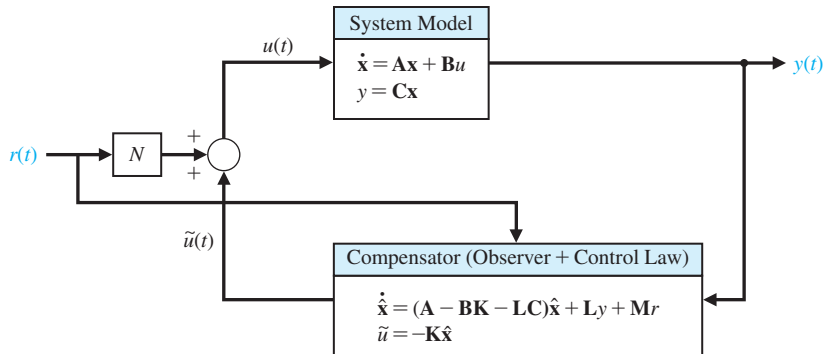 System Model
u(t)
ẋ = Ax + Bu
y = Cx
y(t)
r(t)
N
+
+
ũ(t)
Compensator (Observer + Control Law)
x̂̇ = (A − BK − LC)x̂ + Ly + Mr
ũ = −Kx̂